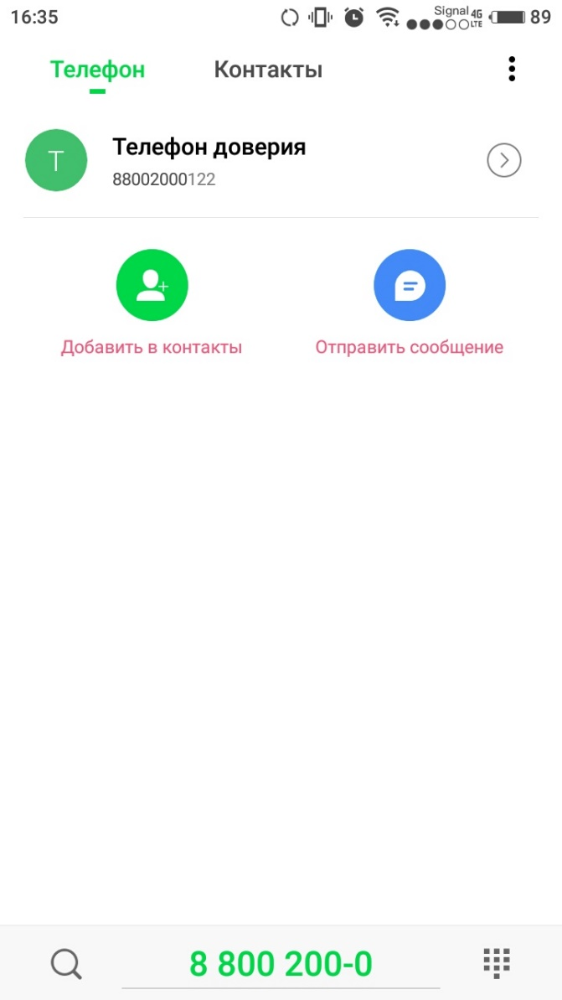 16:35
Signal 4G
LTE
89
Телефон
Контакты
Т
Телефон доверия
88002000122
Добавить в контакты
Отправить сообщение
8 800 200-0